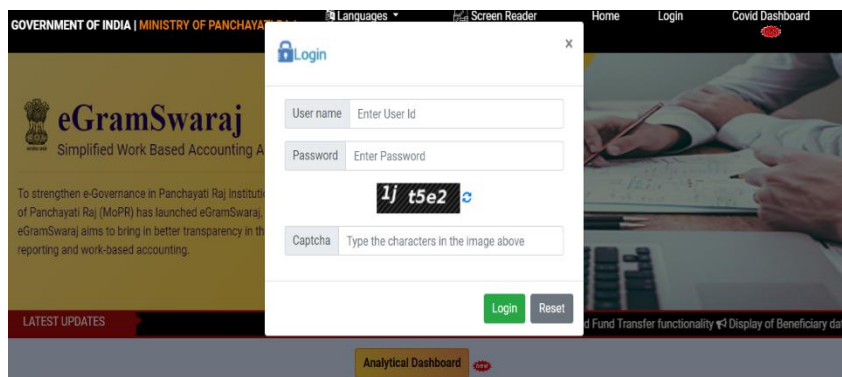 GOVERNMENT OF INDIA | MINISTRY OF PANCHAYATI
Languages
Screen Reader
Home
Login
Covid Dashboard
Login
x
eGramSwaraj
Simplified Work Based Accounting A
To strengthen e-Governance in Panchayati Raj Instituti
of Panchayati Raj (MoPR) has launched eGramSwaraj,
eGramSwaraj aims to bring in better transparency in th
reporting and work-based accounting.
User name Enter User Id
Password Enter Password
1j t5e2
Captcha Type the characters in the image above
Login Reset
LATEST UPDATES
d Fund Transfer functionality Display of Beneficiary dat
Analytical Dashboard new